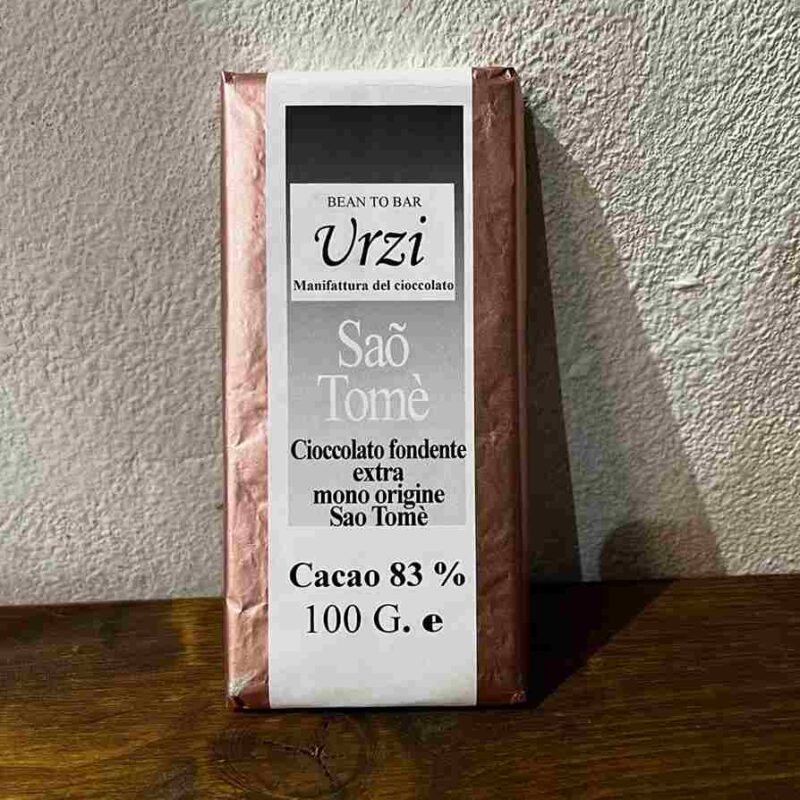 BEAN TO BAR
Urzi
Manifattura del cioccolato
Saõ
Tomè
Cioccolato fondente
extra
mono origine
Sao Tomè
Cacao 83 %
100 G. e